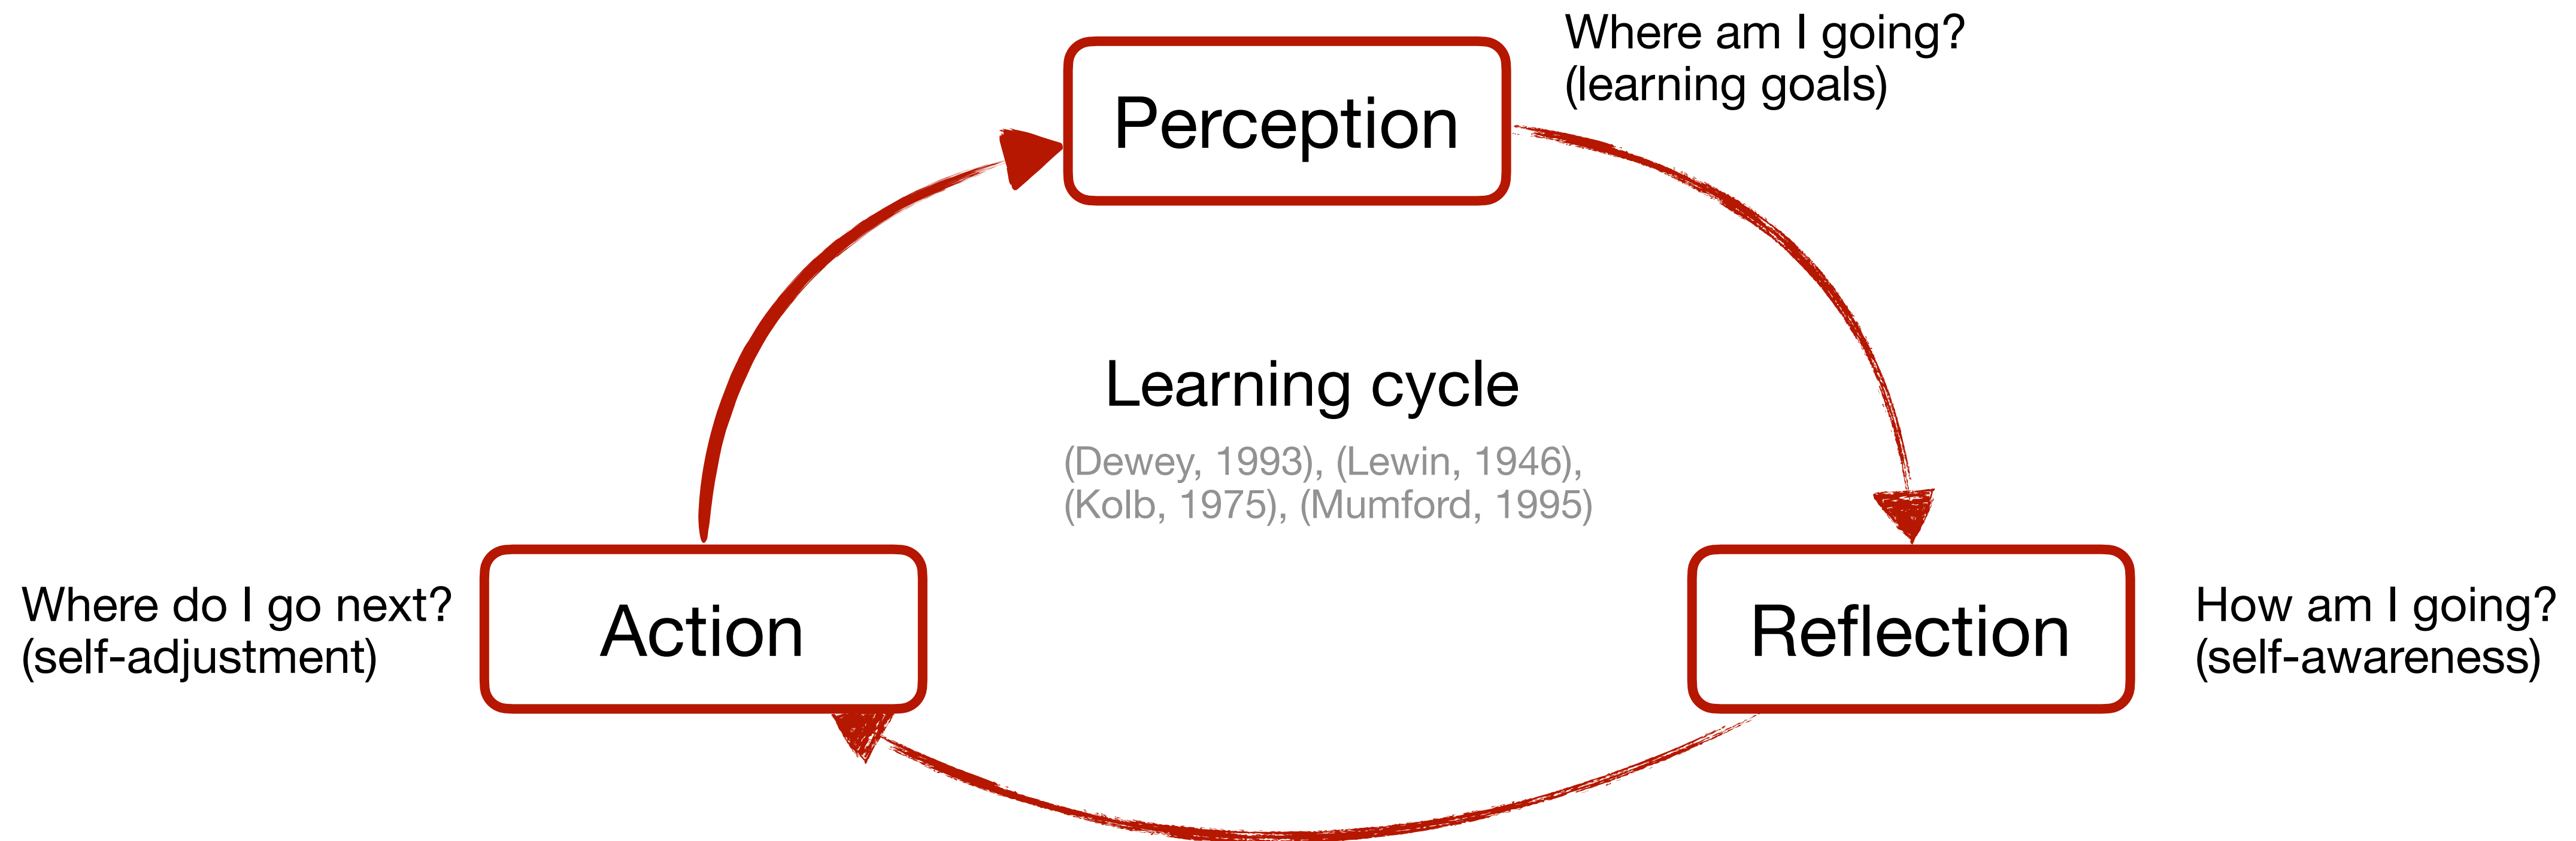 Where am I going?
(learning goals)
Perception
Learning cycle
(Dewey, 1993), (Lewin, 1946),
(Kolb, 1975), (Mumford, 1995)
Where do I go next?
(self-adjustment)
Action
Reflection
How am I going?
(self-awareness)